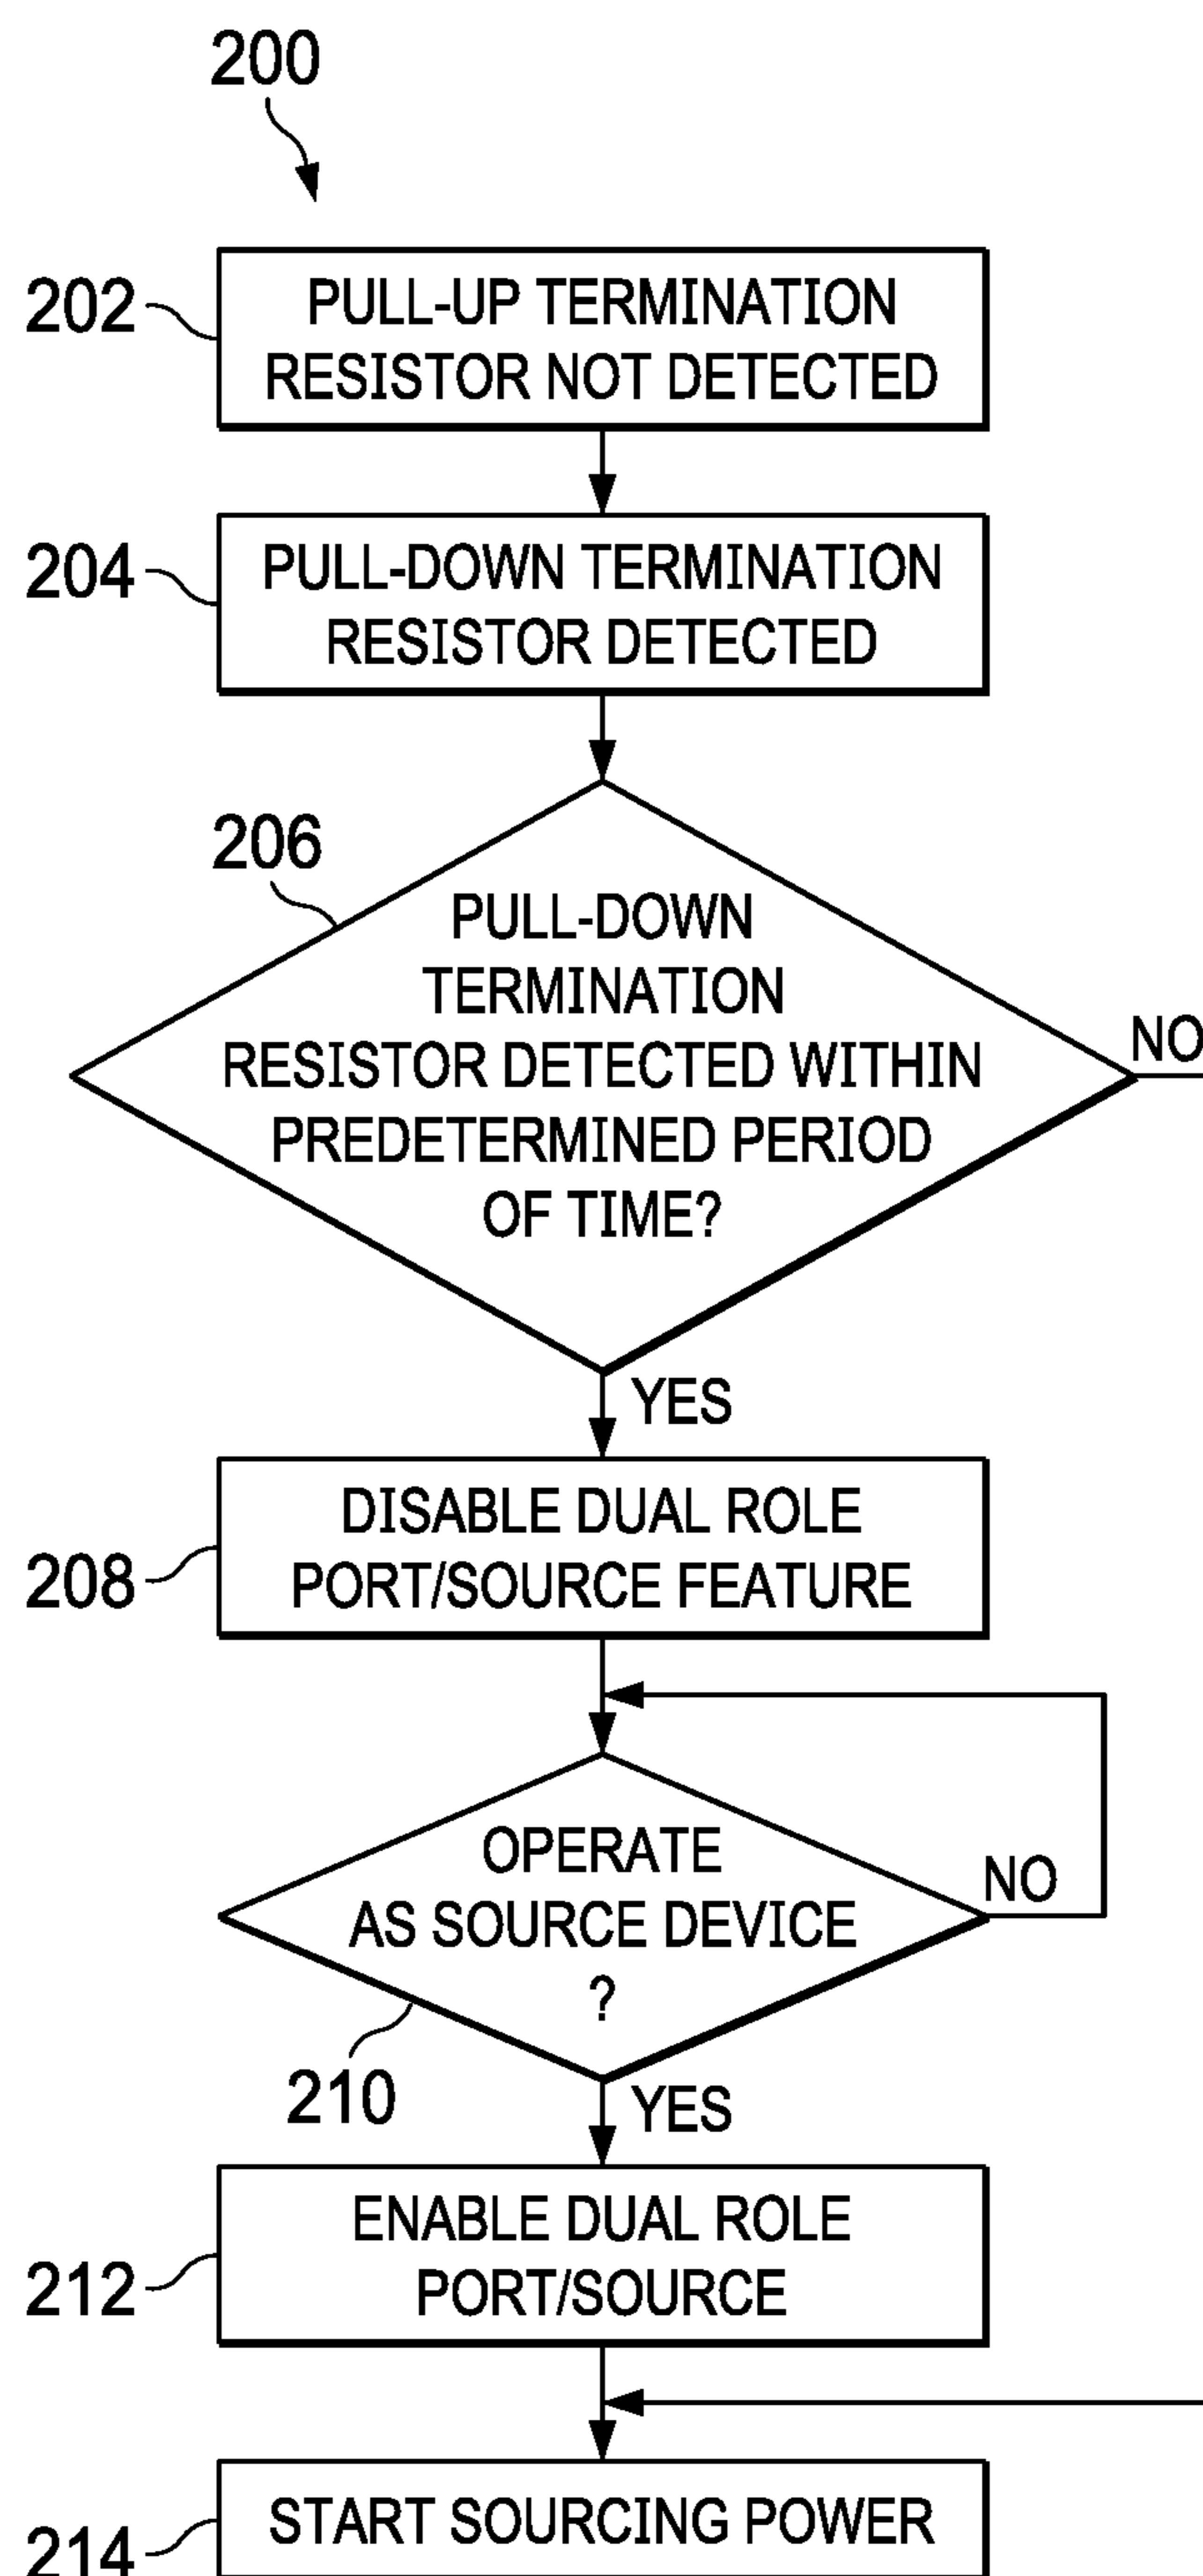 200
202
PULL-UP TERMINATION
RESISTOR NOT DETECTED
204
PULL-DOWN TERMINATION
RESISTOR DETECTED
206
PULL-DOWN
TERMINATION
RESISTOR DETECTED WITHIN
PREDETERMINED PERIOD
OF TIME?
NO
YES
208
DISABLE DUAL ROLE
PORT/SOURCE FEATURE
OPERATE
AS SOURCE DEVICE
?
NO
210
YES
212
ENABLE DUAL ROLE
PORT/SOURCE
214
START SOURCING POWER